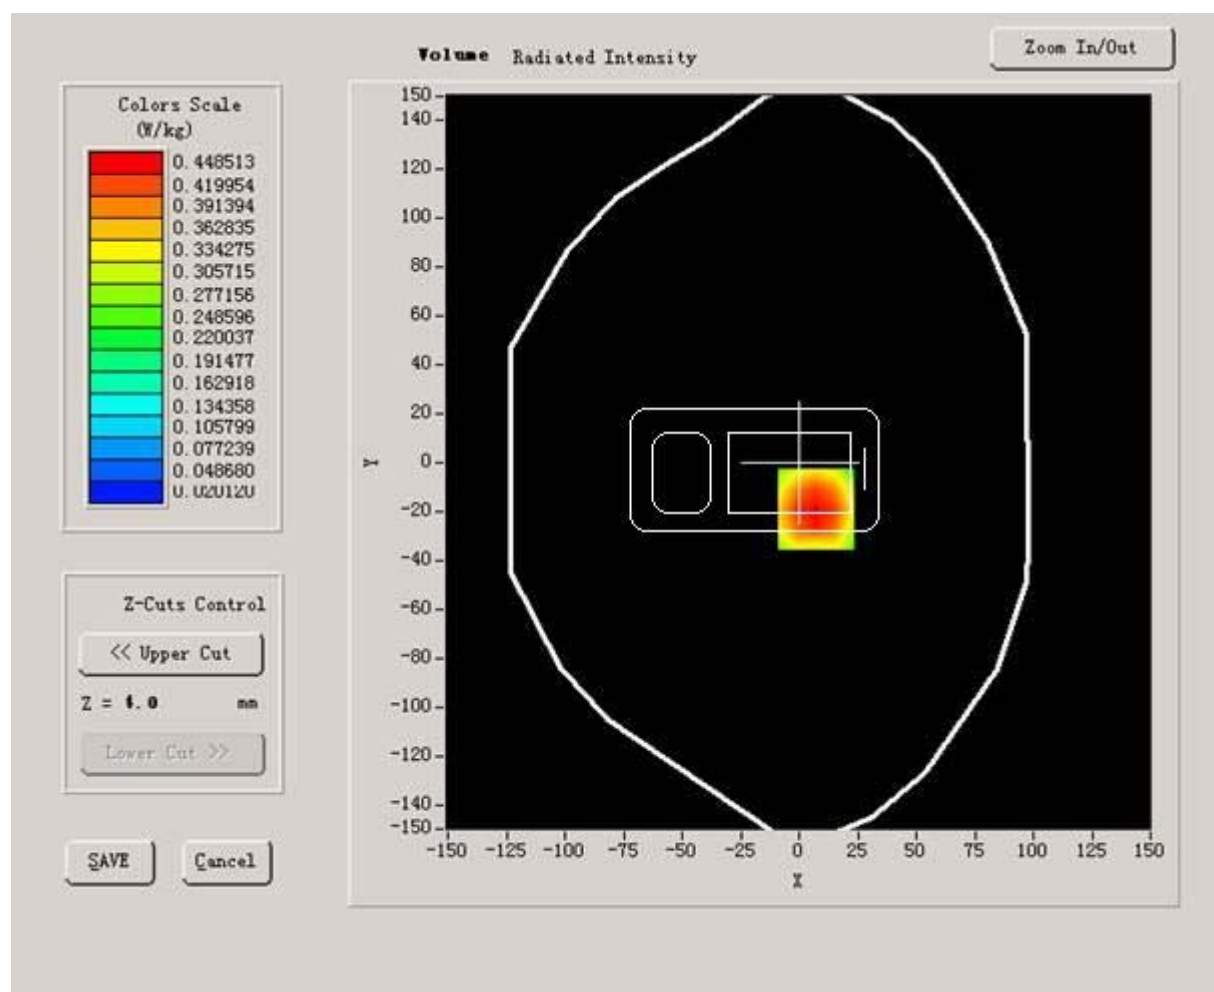 Volume Radiated Intensity
Zoom In/Out
Colors Scale
(W/kg)
0.448513
0.419954
0.391394
0.362835
0.334275
0.305715
0.277156
0.248596
0.220037
0.191477
0.162918
0.134358
0.105799
0.077239
0.048680
0.020120
Z-Cuts Control
<< Upper Cut
Z = 4.0 mm
Lower Cut >>
SAVE
Cancel
150
140
120
100
80
60
40
20
0
-20
-40
-60
-80
-100
-120
-140
-150
Y
-150 -125 -100 -75 -50 -25 0 25 50 75 100 125 150
X